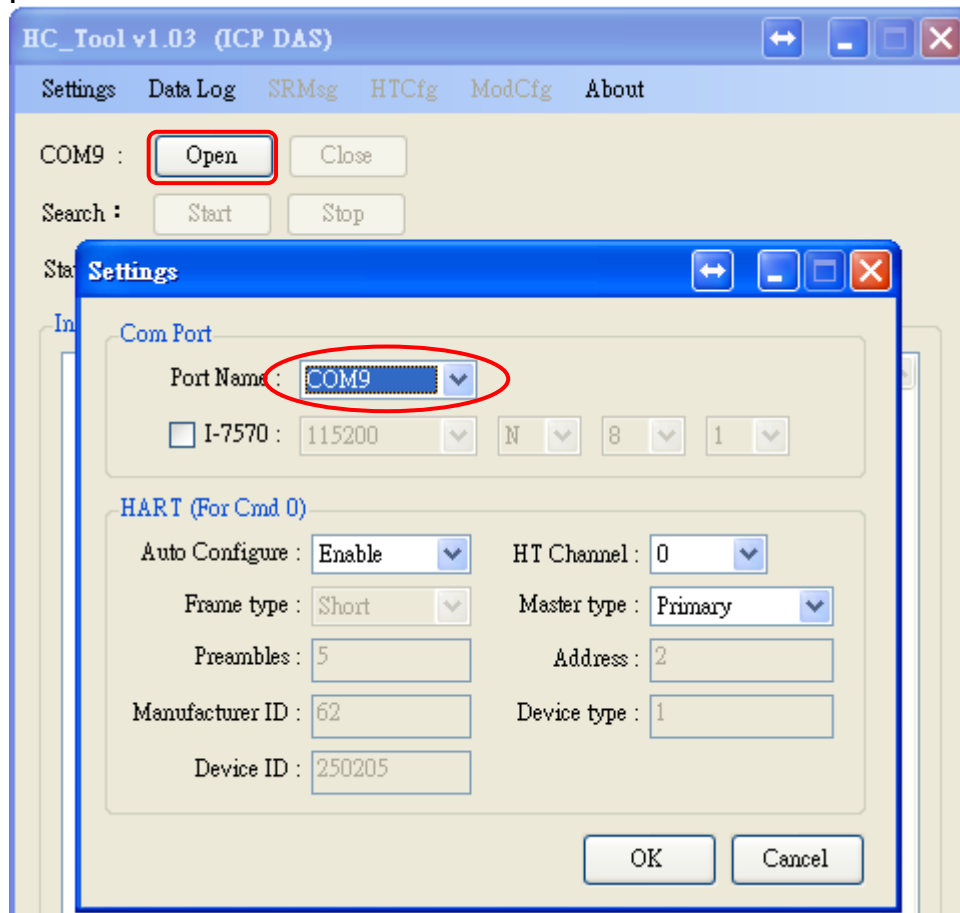 HC_Tool v1.03 (ICP DAS)
Settings Data Log SRMsg HTCfg ModCfg About
COM9 : Open Close
Search : Start Stop
Sta
Settings
In
Com Port
Port Name : COM9
I-7570 : 115200 N 8 1
HART (For Cmd 0)
Auto Configure : Enable HT Channel : 0
Frame type : Short Master type : Primary
Preambles : 5 Address : 2
Manufacturer ID : 62 Device type : 1
Device ID : 250205
OK Cancel